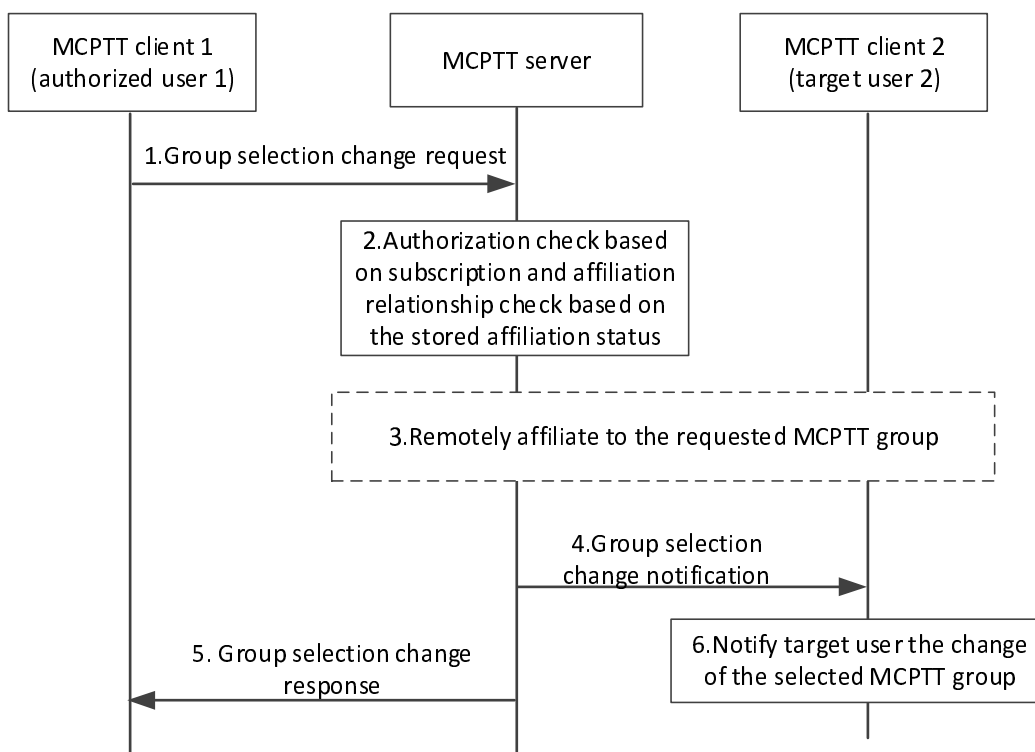 MCPTT client 1
(authorized user 1)
MCPTT server
MCPTT client 2
(target user 2)
1.Group selection change request
2.Authorization check based
on subscription and affiliation
relationship check based on
the stored affiliation status
3.Remotely affiliate to the requested MCPTT group
4.Group selection
change notification
5. Group selection change
response
6.Notify target user the change
of the selected MCPTT group